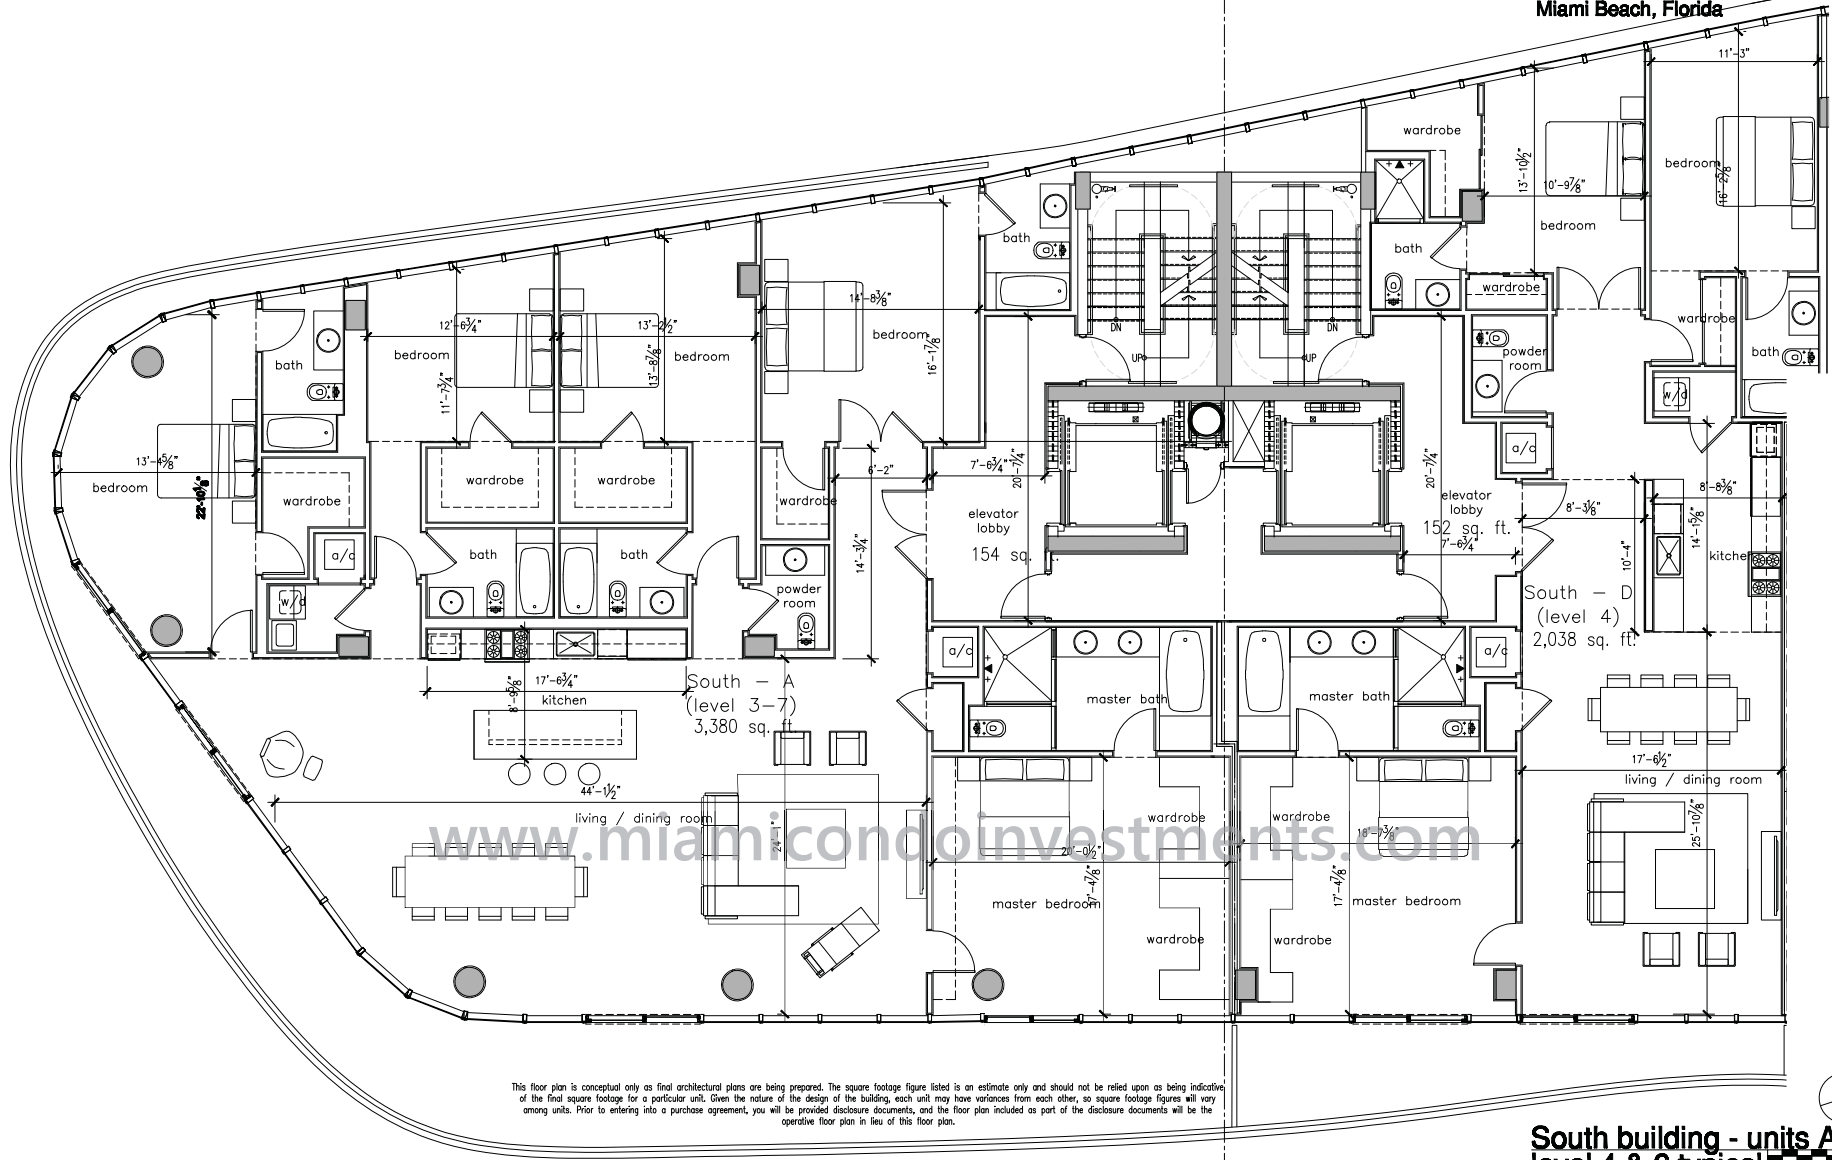 Miami Beach, Florida
11'-3"
wardrobe
13'-10½"
10'-9⅞"
bedroom
bedroom
16'-2⅝"
bath
bath
wardrobe
wardrobe
bath
14'-8⅜"
bedroom
16'-1⅞"
12'-6¾"
bedroom
11'-7¾"
13'-2½"
bedroom
13'-8⅞"
bath
DN
DN
UP
UP
powder
room
w/d
a/c
13'-4⅝"
bedroom
22'-10⅛"
wardrobe
wardrobe
wardrobe
wardrobe
6'-2"
7'-6¾"
20'-7¼"
20'-7¼"
elevator
lobby
154 sq. ft.
elevator
lobby
152 sq. ft.
7'-6¾"
8'-3⅛"
8'-8⅜"
14'-1⅝"
10'-4"
kitchen
a/c
w/d
bath
bath
14'-3¼"
powder
room
South - D
(level 4)
2,038 sq. ft.
a/c
a/c
master bath
master bath
17'-6¾"
kitchen
8'-9⅝"
South - A
(level 3-7)
3,380 sq. ft.
17'-6½"
living / dining room
44'-1½"
living / dining room
24'-1"
wardrobe
wardrobe
www.miamicondoinvestments.com
20'-0½"
18'-7⅜"
17'-4⅞"
17'-4⅞"
25'-10⅞"
master bedroom
master bedroom
wardrobe
wardrobe
This floor plan is conceptual only as final architectural plans are being prepared. The square footage figure listed is an estimate only and should not be relied upon as being indicative
of the final square footage for a particular unit. Given the nature of the design of the building, each unit may have variances from each other, so square footage figures will vary
among units. Prior to entering into a purchase agreement, you will be provided disclosure documents, and the floor plan included as part of the disclosure documents will be the
operative floor plan in lieu of this floor plan.
South building - units A